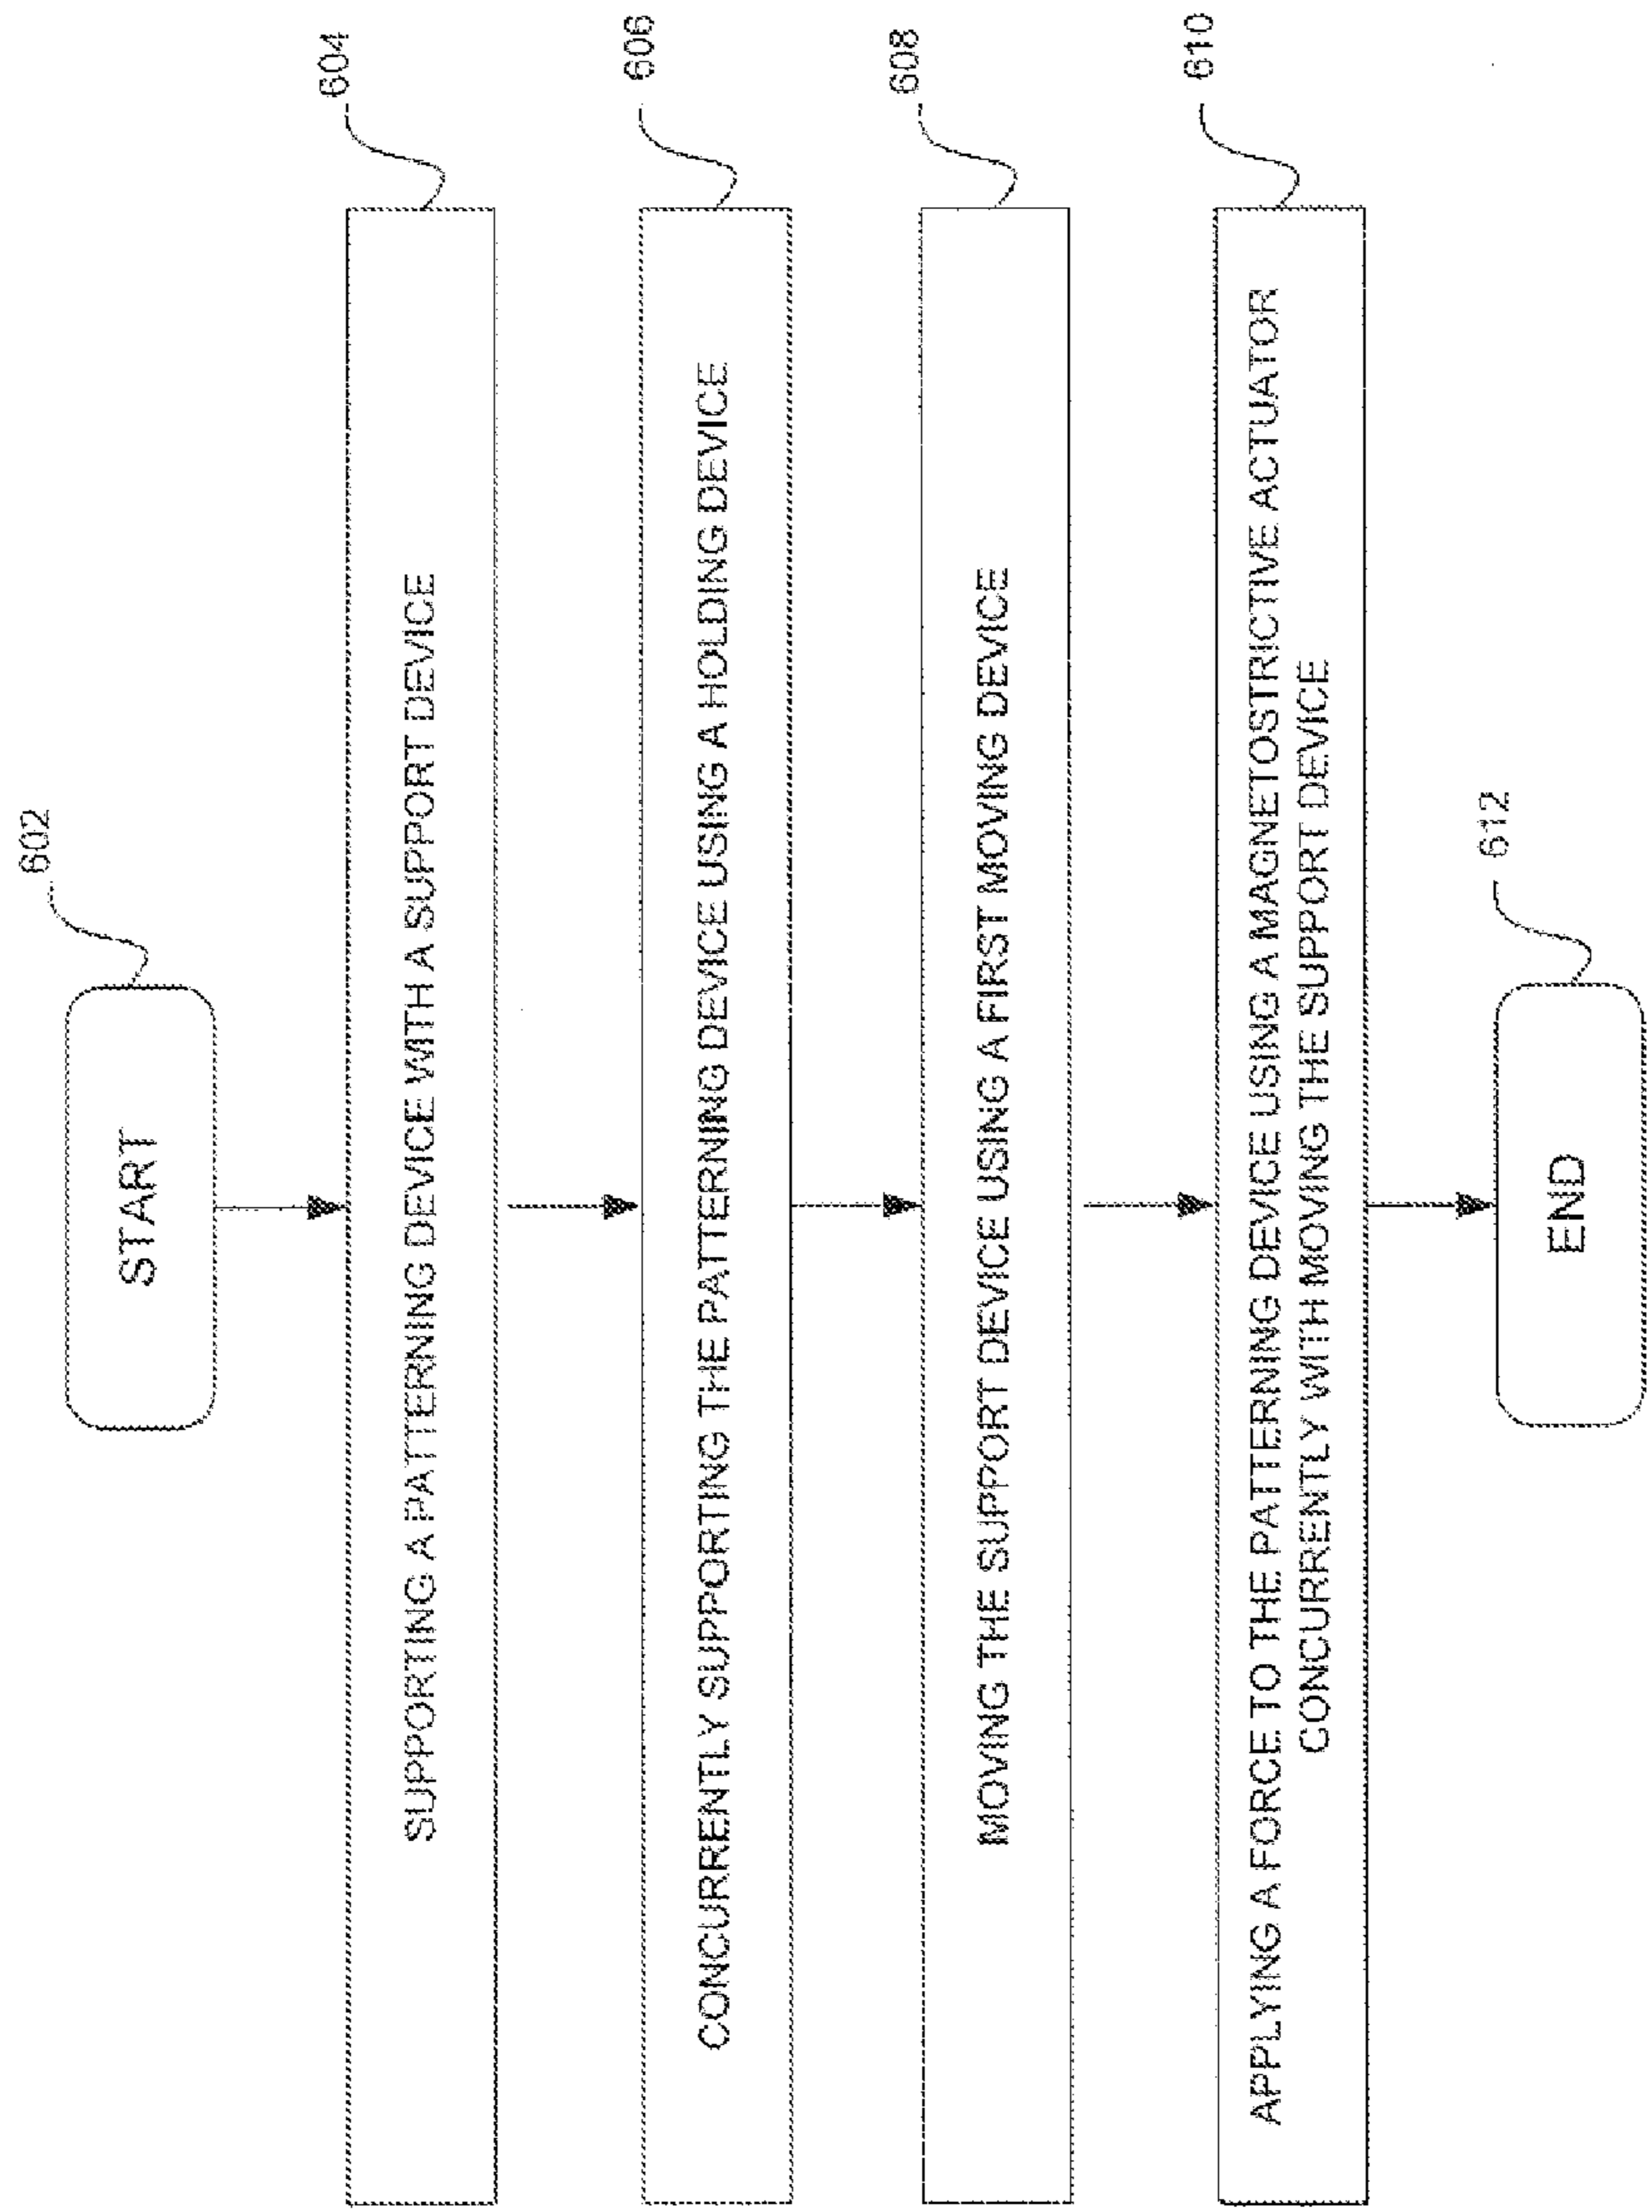 602
START
604
SUPPORTING A PATTERNING DEVICE WITH A SUPPORT DEVICE
606
CONCURRENTLY SUPPORTING THE PATTERNING DEVICE USING A HOLDING DEVICE
608
MOVING THE SUPPORT DEVICE USING A FIRST MOVING DEVICE
610
APPLYING A FORCE TO THE PATTERNING DEVICE USING A MAGNETOSTRICTIVE ACTUATOR
CONCURRENTLY WITH MOVING THE SUPPORT DEVICE
612
END